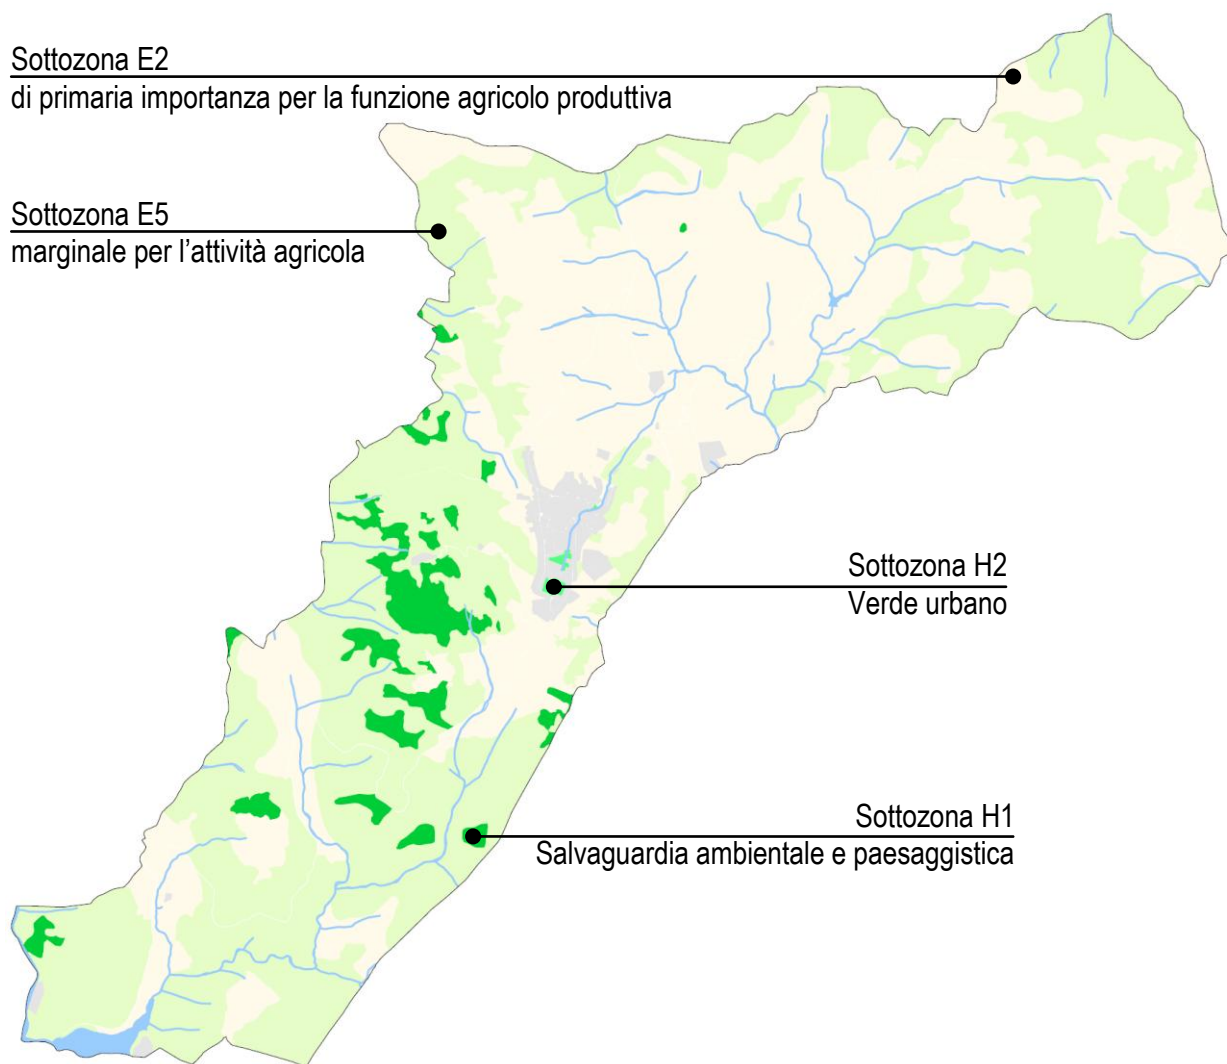 Sottozona E2
di primaria importanza per la funzione agricolo produttiva
Sottozona E5
marginale per l'attività agricola
Sottozona H2
Verde urbano
Sottozona H1
Salvaguardia ambientale e paesaggistica